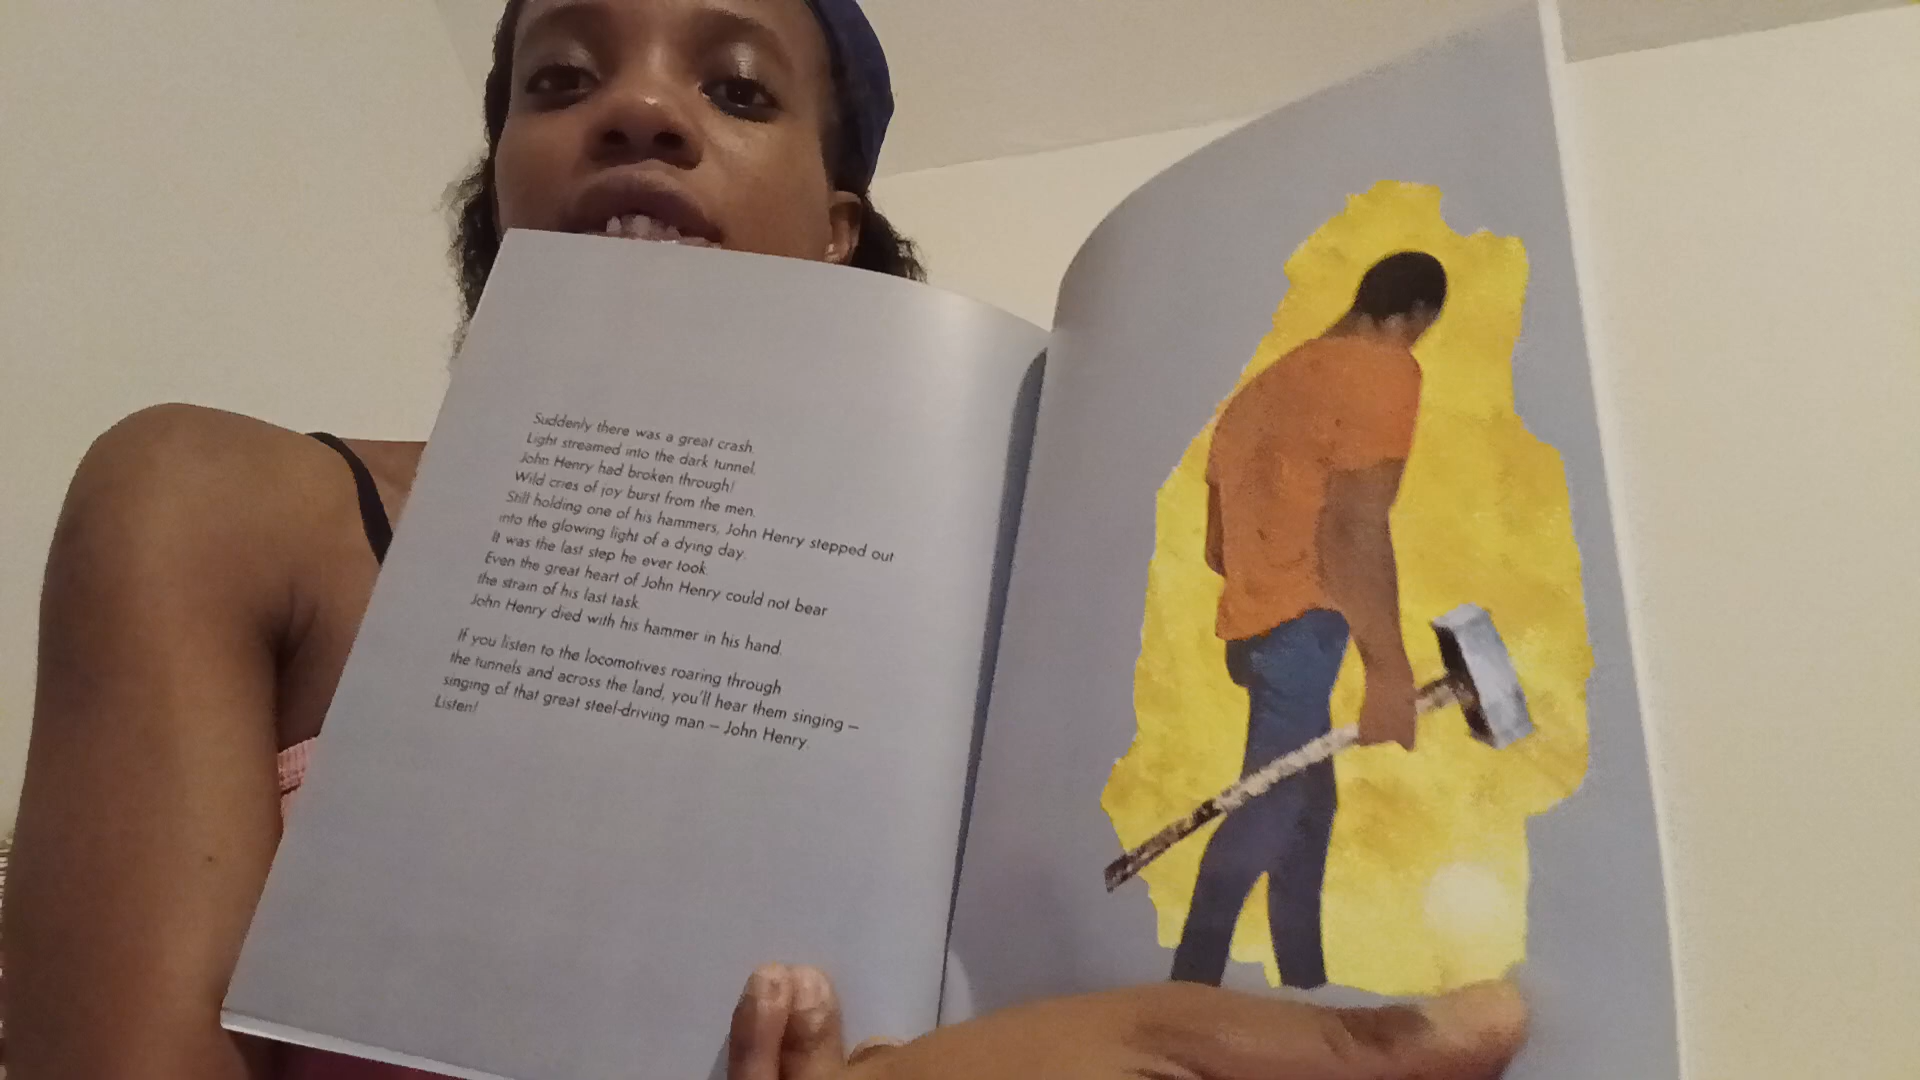 Suddenly there was a great crash.
Light streamed into the dark tunnel.
John Henry had broken through!
Wild cries of joy burst from the men.
Still holding one of his hammers, John Henry stepped out
into the glowing light of a dying day.
It was the last step he ever took.
Even the great heart of John Henry could not bear
the strain of his last task.
John Henry died with his hammer in his hand.
If you listen to the locomotives roaring through
the tunnels and across the land, you'll hear them singing –
singing of that great steel-driving man – John Henry.
Listen!